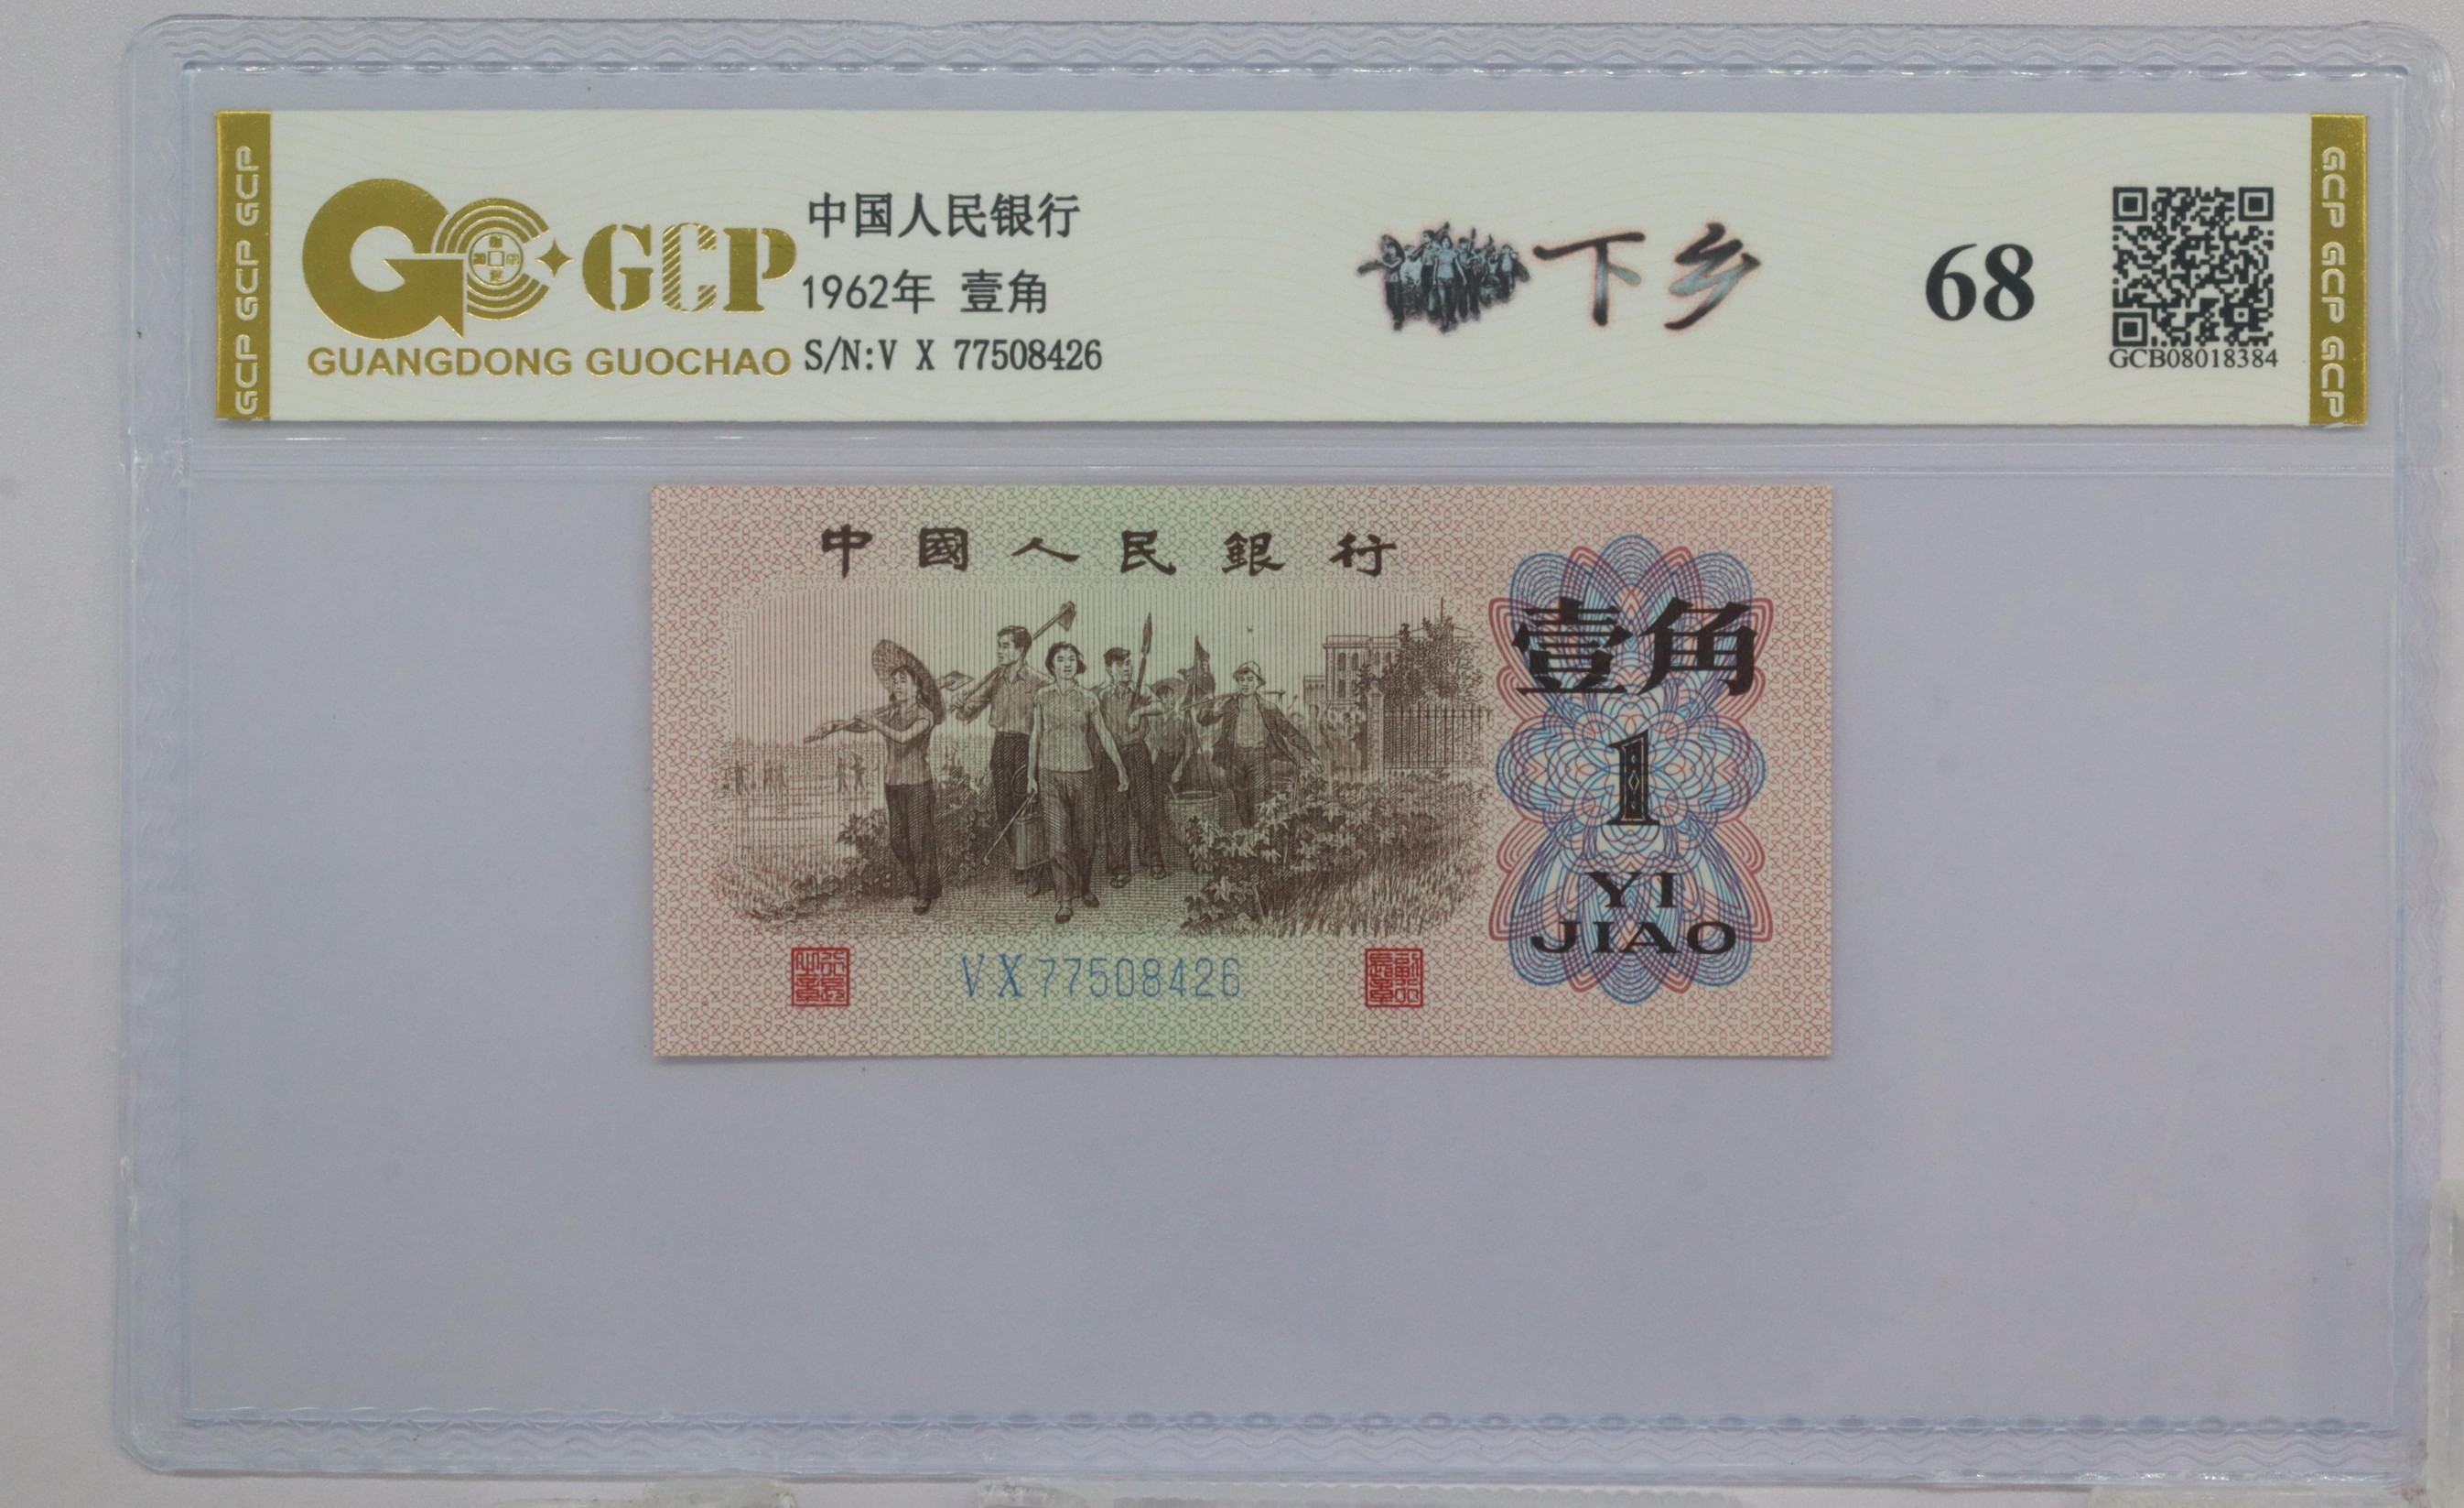 GCP GCP GCP
GCP
GUANGDONG GUOCHAO
中国人民银行
1962年 壹角
S/N:V X 77508426
下乡
68
GCB08018384
GCP GCP GCP
中國人民銀行
壹角
1
YI
JIAO
VX77508426